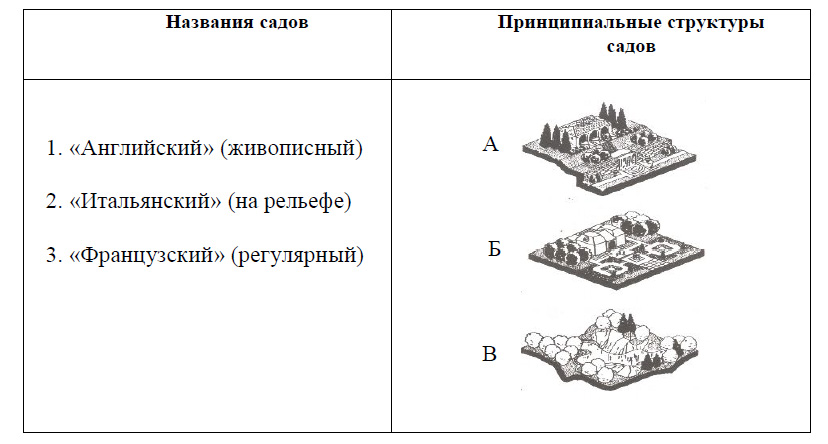 Названия садов
Принципиальные структуры
садов
1. «Английский» (живописный)
2. «Итальянский» (на рельефе)
3. «Французский» (регулярный)
А
Б
В